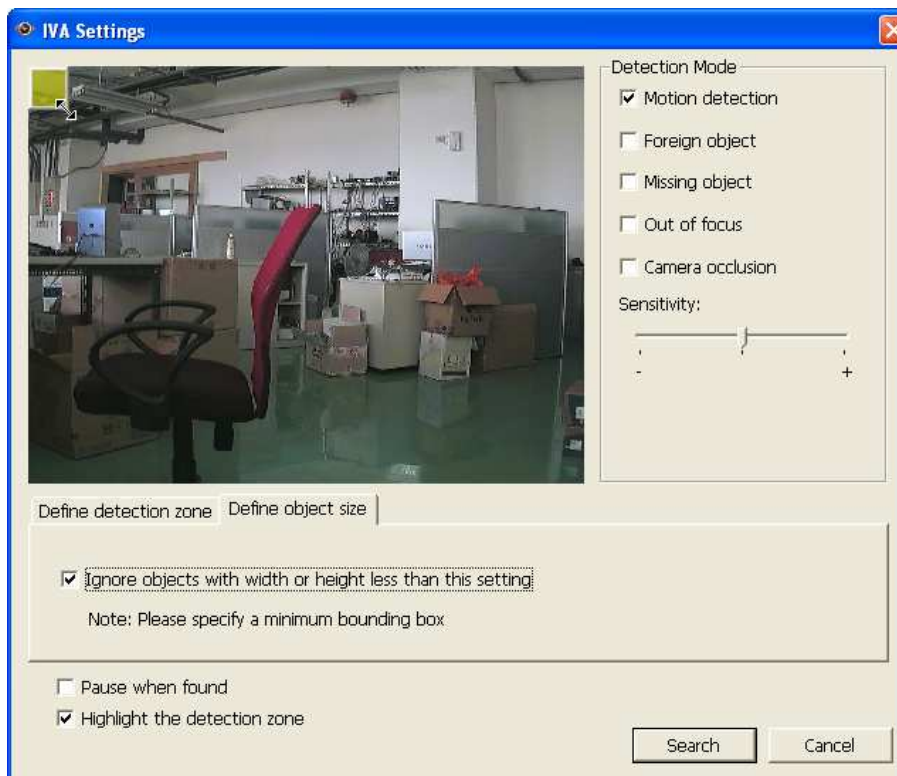 IVA Settings
Detection Mode
Motion detection
Foreign object
Missing object
Out of focus
Camera occlusion
Sensitivity:
- +
Define detection zone Define object size
Ignore objects with width or height less than this setting
Note: Please specify a minimum bounding box
Pause when found
Highlight the detection zone
Search Cancel